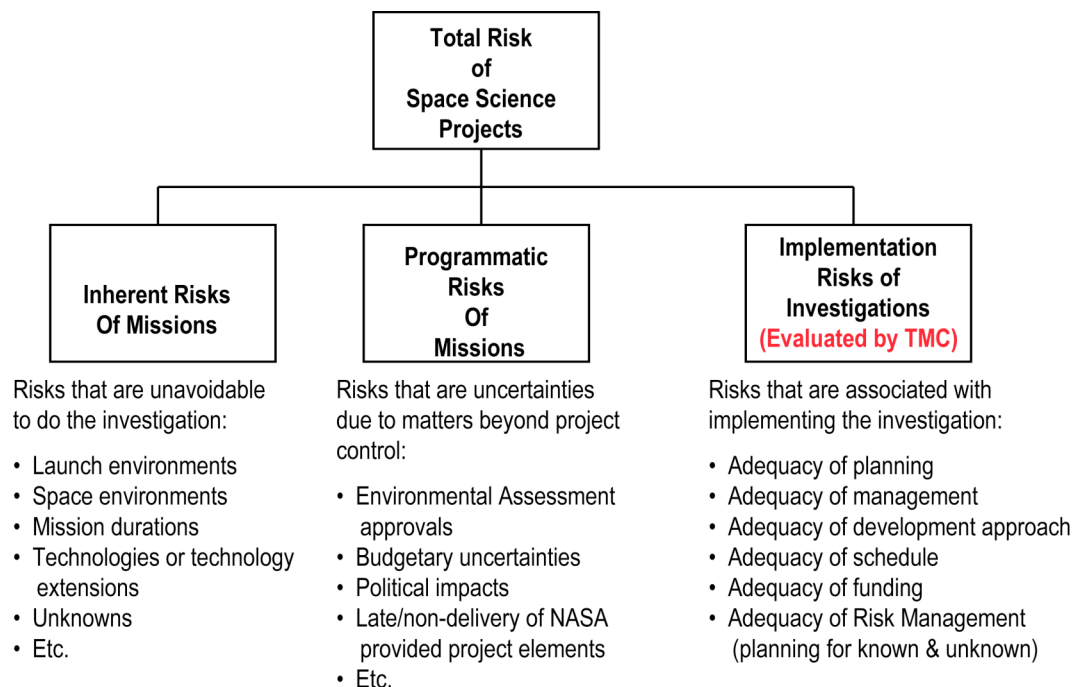 Total Risk
of
Space Science
Projects
Inherent Risks
Of Missions
Programmatic
Risks
Of
Missions
Implementation
Risks of
Investigations
(Evaluated by TMC)
Risks that are unavoidable
to do the investigation:
• Launch environments
• Space environments
• Mission durations
• Technologies or technology
extensions
• Unknowns
• Etc.
Risks that are uncertainties
due to matters beyond project
control:
• Environmental Assessment
approvals
• Budgetary uncertainties
• Political impacts
• Late/non-delivery of NASA
provided project elements
• Etc.
Risks that are associated with
implementing the investigation:
• Adequacy of planning
• Adequacy of management
• Adequacy of development approach
• Adequacy of schedule
• Adequacy of funding
• Adequacy of Risk Management
(planning for known & unknown)